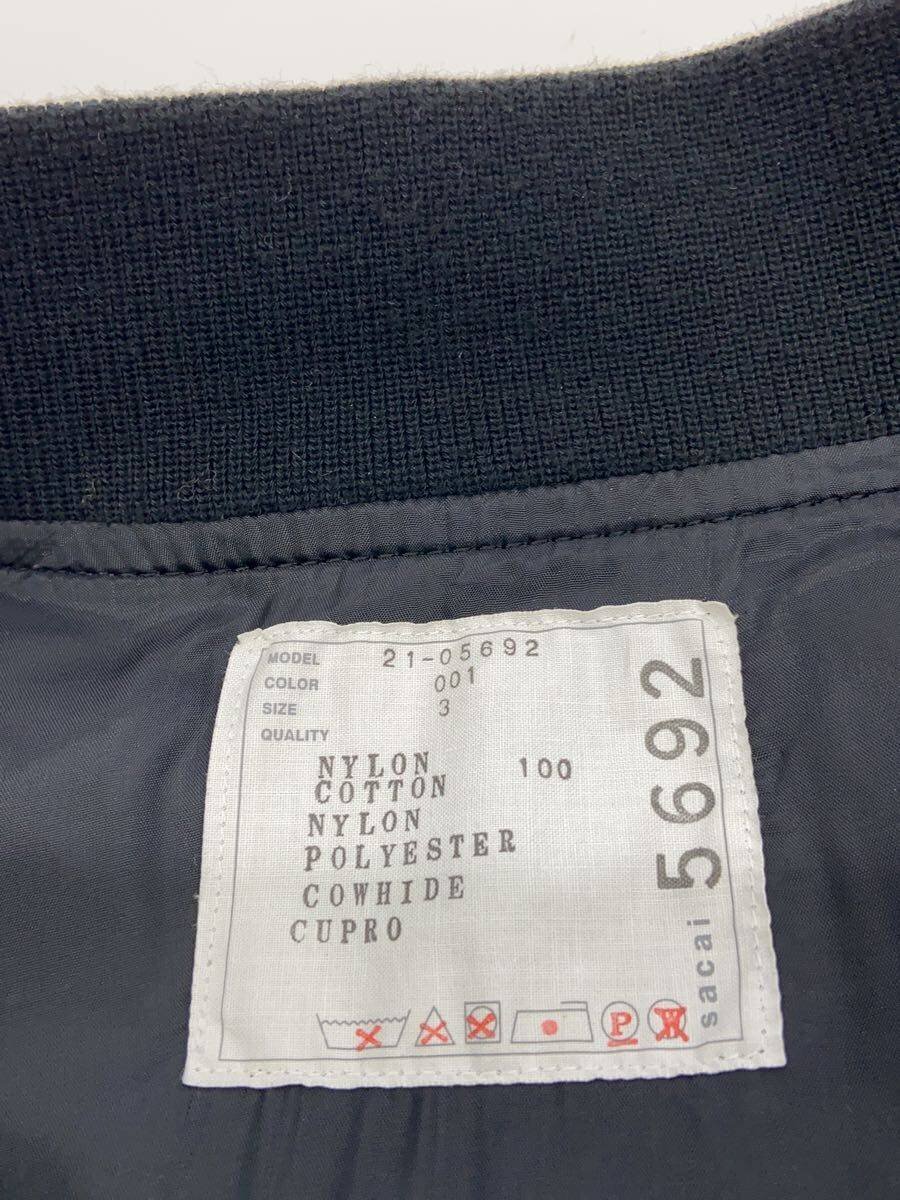 MODEL 21-05692
COLOR 001
SIZE 3
QUALITY
NYLON 100
COTTON
NYLON
POLYESTER
COWHIDE
CUPRO
P W
sacai 5692